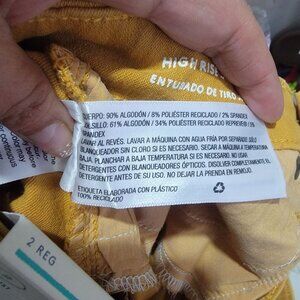 HIGH RISE
ENTUBADO DE TIRO
CUERPO: 90% ALGODÓN / 8% POLIÉSTER RECICLADO / 2% SPANDEX
BOLSILLO: 61% ALGODÓN / 34% POLIÉSTER RECICLADO REPREVE® / 5%
SPANDEX
LAVAR AL REVÉS. LAVAR A MÁQUINA CON AGUA FRÍA POR SEPARADO. SÓLO
BLANQUEADOR SIN CLORO SI ES NECESARIO. SECAR A MÁQUINA A TEMPERATURA
BAJA. PLANCHAR A BAJA TEMPERATURA SI ES NECESARIO. NO USAR
DETERGENTES CON BLANQUEADORES ÓPTICOS. DISOLVER COMPLETAMENTE EL
DETERGENTE ANTES DE SU USO. NO DEJAR LA PRENDA EN REMOJO.
ETIQUETA ELABORADA CON PLÁSTICO
100% RECICLADO
2 REG